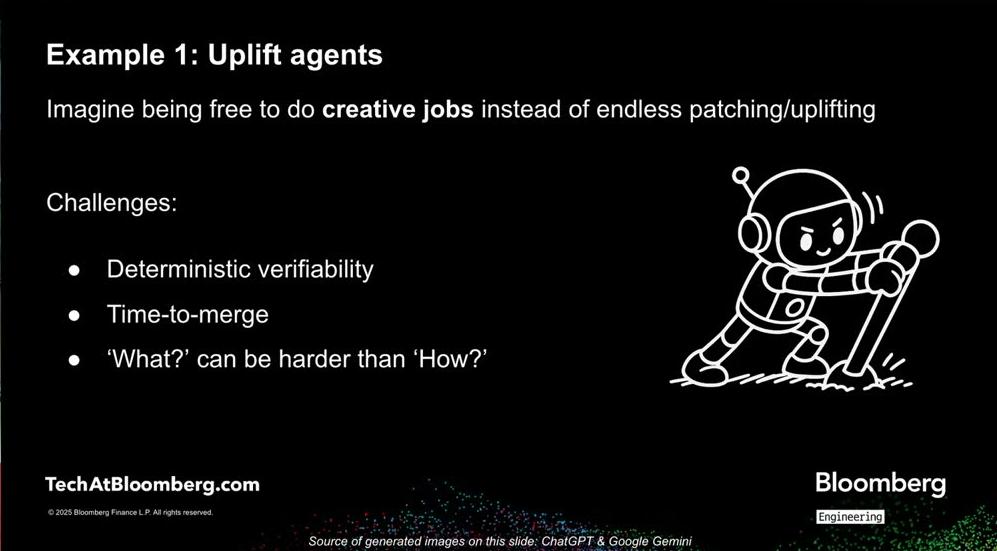 Example 1: Uplift agents
Imagine being free to do creative jobs instead of endless patching/uplifting
Challenges:
● Deterministic verifiability
● Time-to-merge
● ‘What?’ can be harder than ‘How?’
TechAtBloomberg.com
© 2025 Bloomberg Finance L.P. All rights reserved.
Bloomberg
Engineering
Source of generated images on this slide: ChatGPT & Google Gemini